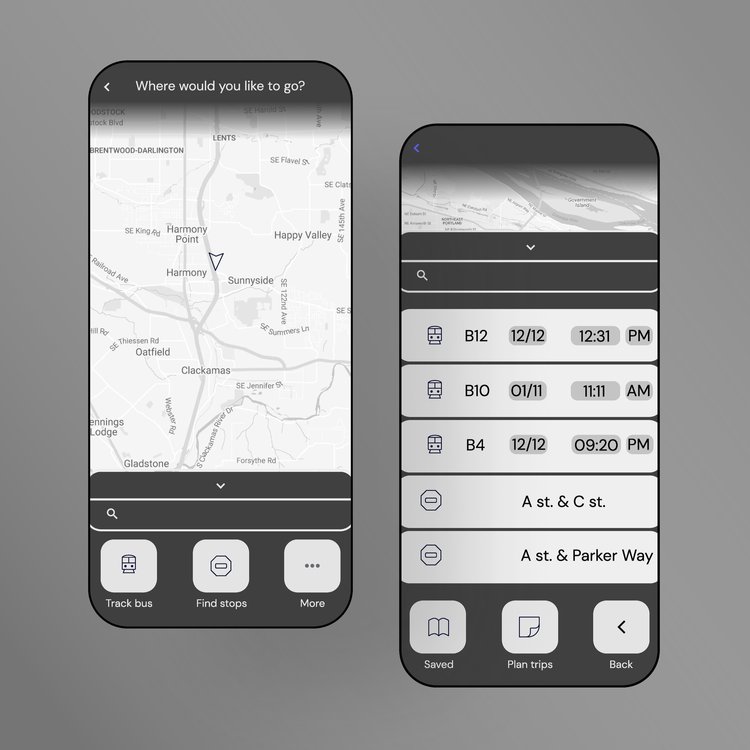 Where would you like to go?
SE Harold St
stock Blvd
LENTS
BRENTWOOD-DARLINGTON
SE Flavel St
SE Clats
SE 145th Ave
SE King Rd
Harmony
Point
Happy Valley
Harmony
Sunnyside
Railroad Ave
SE 122nd Ave
SE Summers Ln
Hill Rd
SE Thiessen Rd
Oatfield
Clackamas
SE Jennifer St
Webster Rd
S Clackamas River Dr
ennings
Lodge
Gladstone
Forsythe Rd
Track bus
Find stops
More
Government
Island
NORTHEAST
PORTLAND
B12 12/12 12:31 PM
B10 01/11 11:11 AM
B4 12/12 09:20 PM
A st. & C st.
A st. & Parker Way
Saved
Plan trips
Back